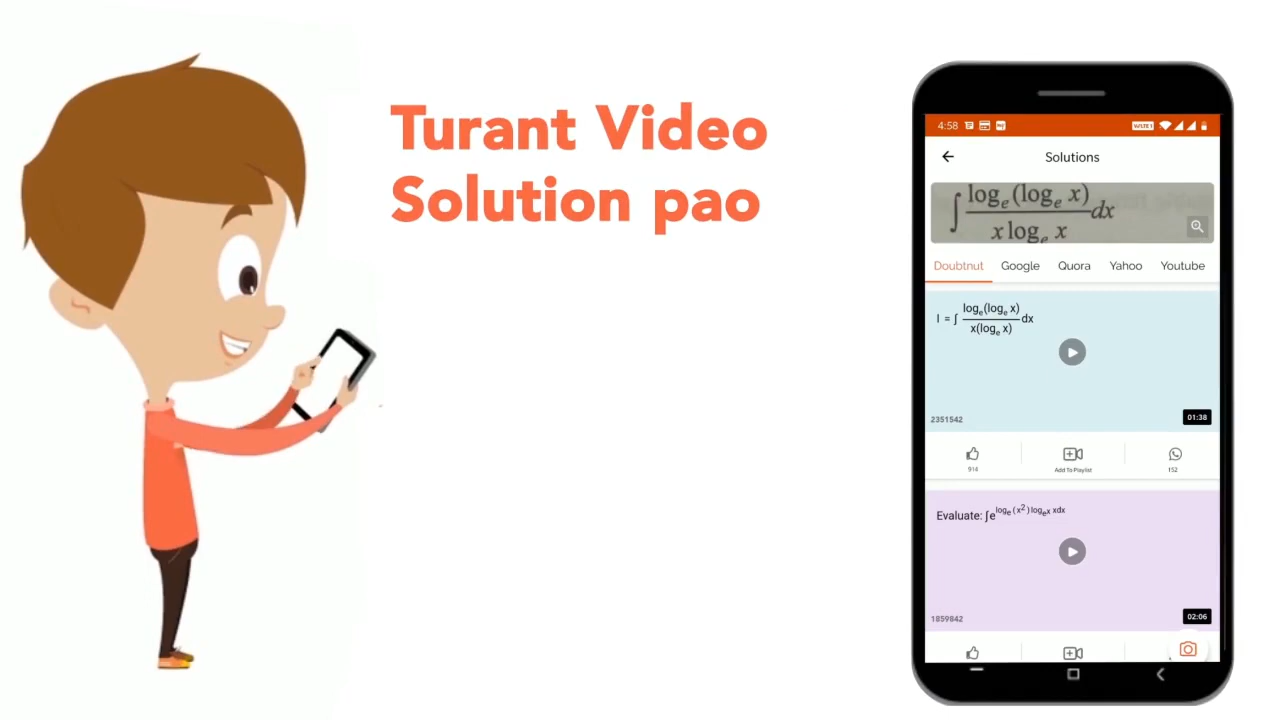 Turant Video
Solution pao
4:58
VoLTE1
Solutions
∫ logₑ(logₑ x) / x logₑ x dx
Doubtnut Google Quora Yahoo Youtube
I = ∫ logₑ(logₑ x) / x(logₑ x) dx
2351542 01:38
914 Add To Playlist 152
Evaluate: ∫e^logₑ(x²)logₑx xdx
1859842 02:06